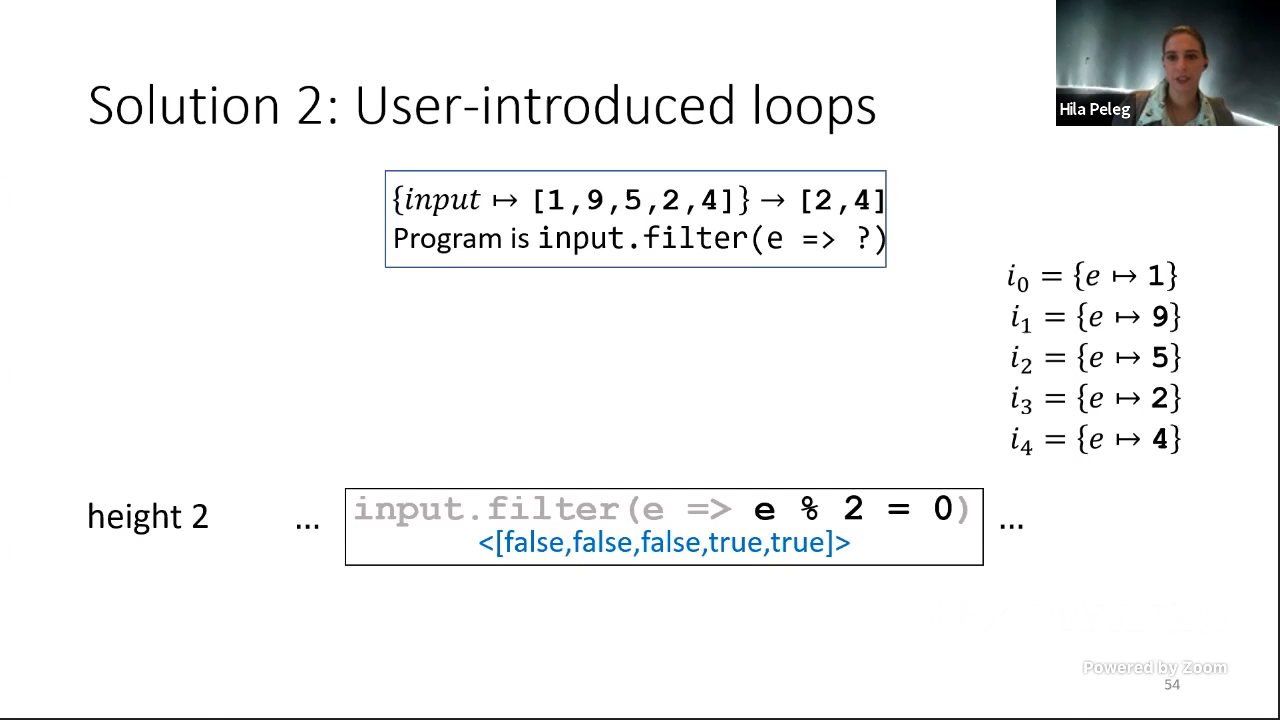 Hila Peleg
Solution 2: User-introduced loops
{input ↦ [1,9,5,2,4]} → [2,4]
Program is input.filter(e => ?)
i₀ = {e ↦ 1}
i₁ = {e ↦ 9}
i₂ = {e ↦ 5}
i₃ = {e ↦ 2}
i₄ = {e ↦ 4}
height 2 ... input.filter(e => e % 2 = 0) ...
<[false,false,false,true,true]>
Powered by Zoom
54